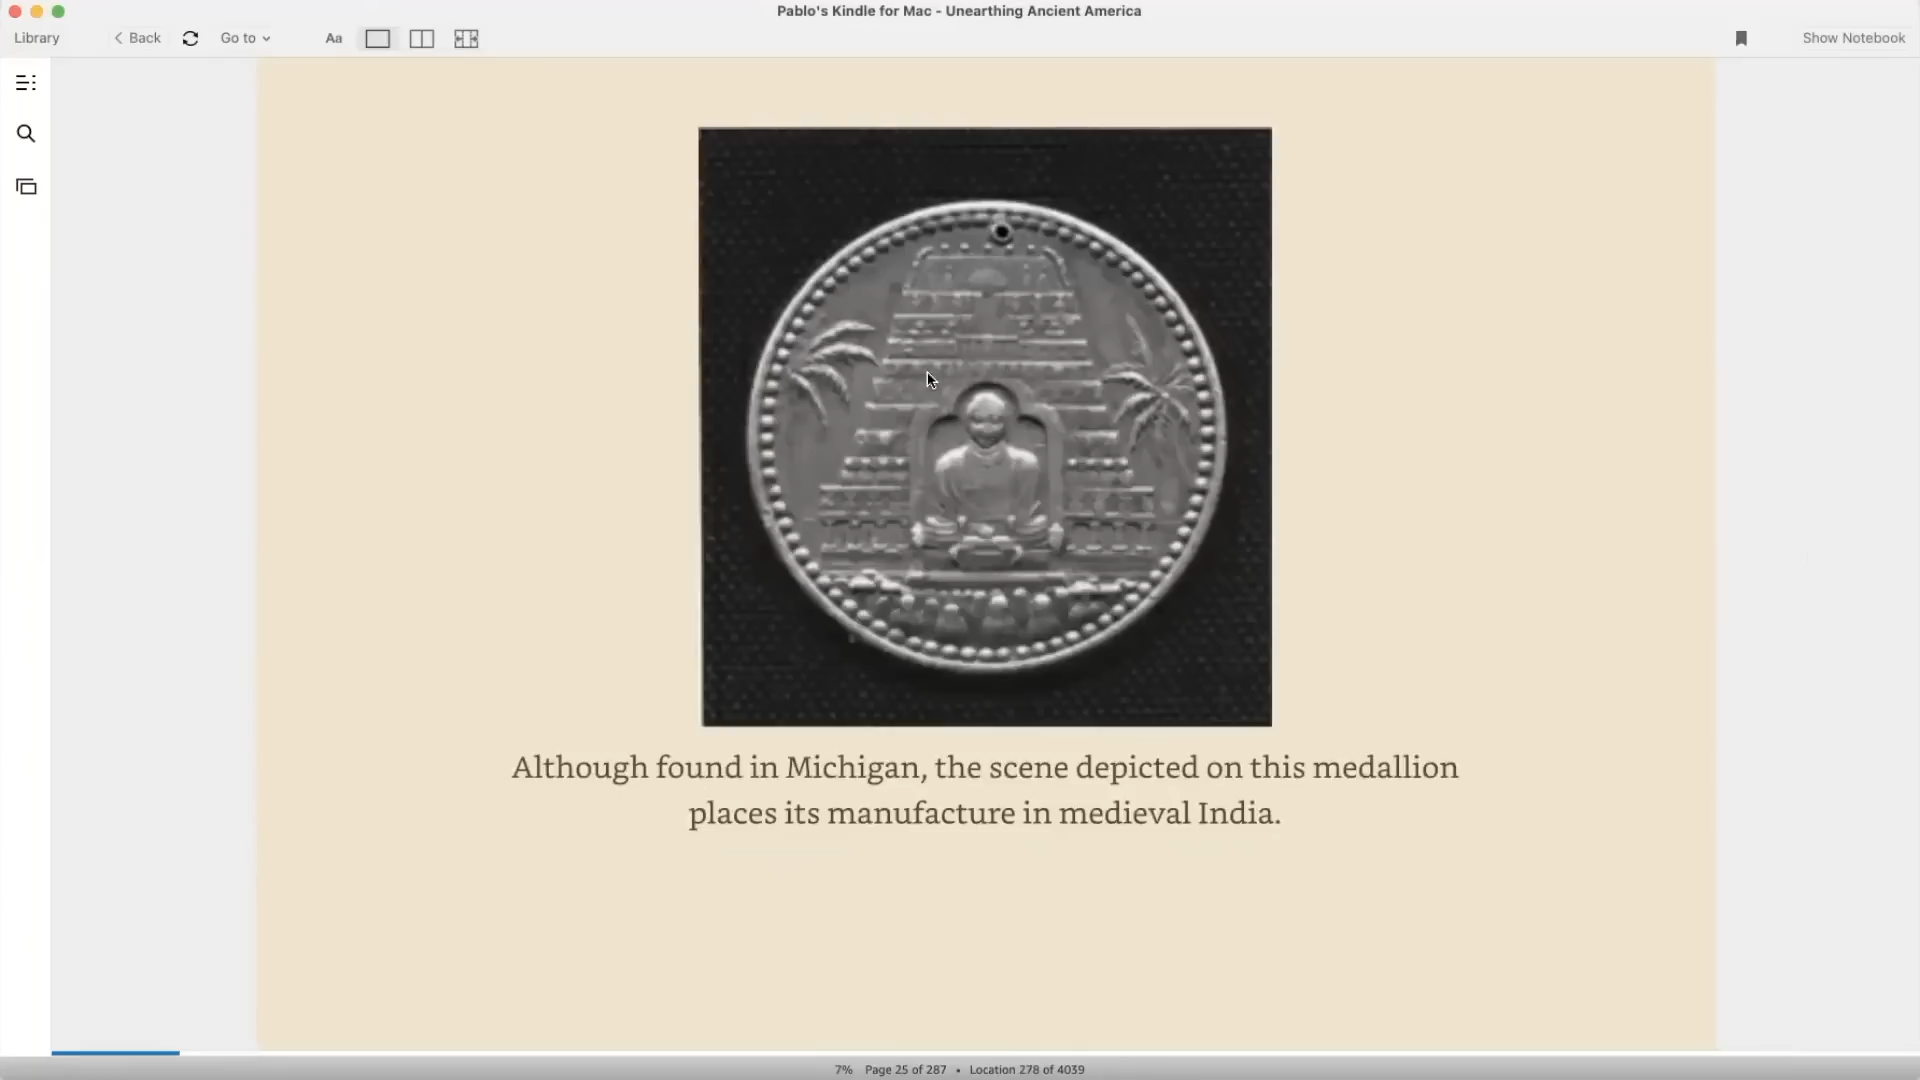 Pablo's Kindle for Mac - Unearthing Ancient America
Library
Back
Go to
Aa
Show Notebook
Although found in Michigan, the scene depicted on this medallion
places its manufacture in medieval India.
7% Page 25 of 287 • Location 278 of 4039